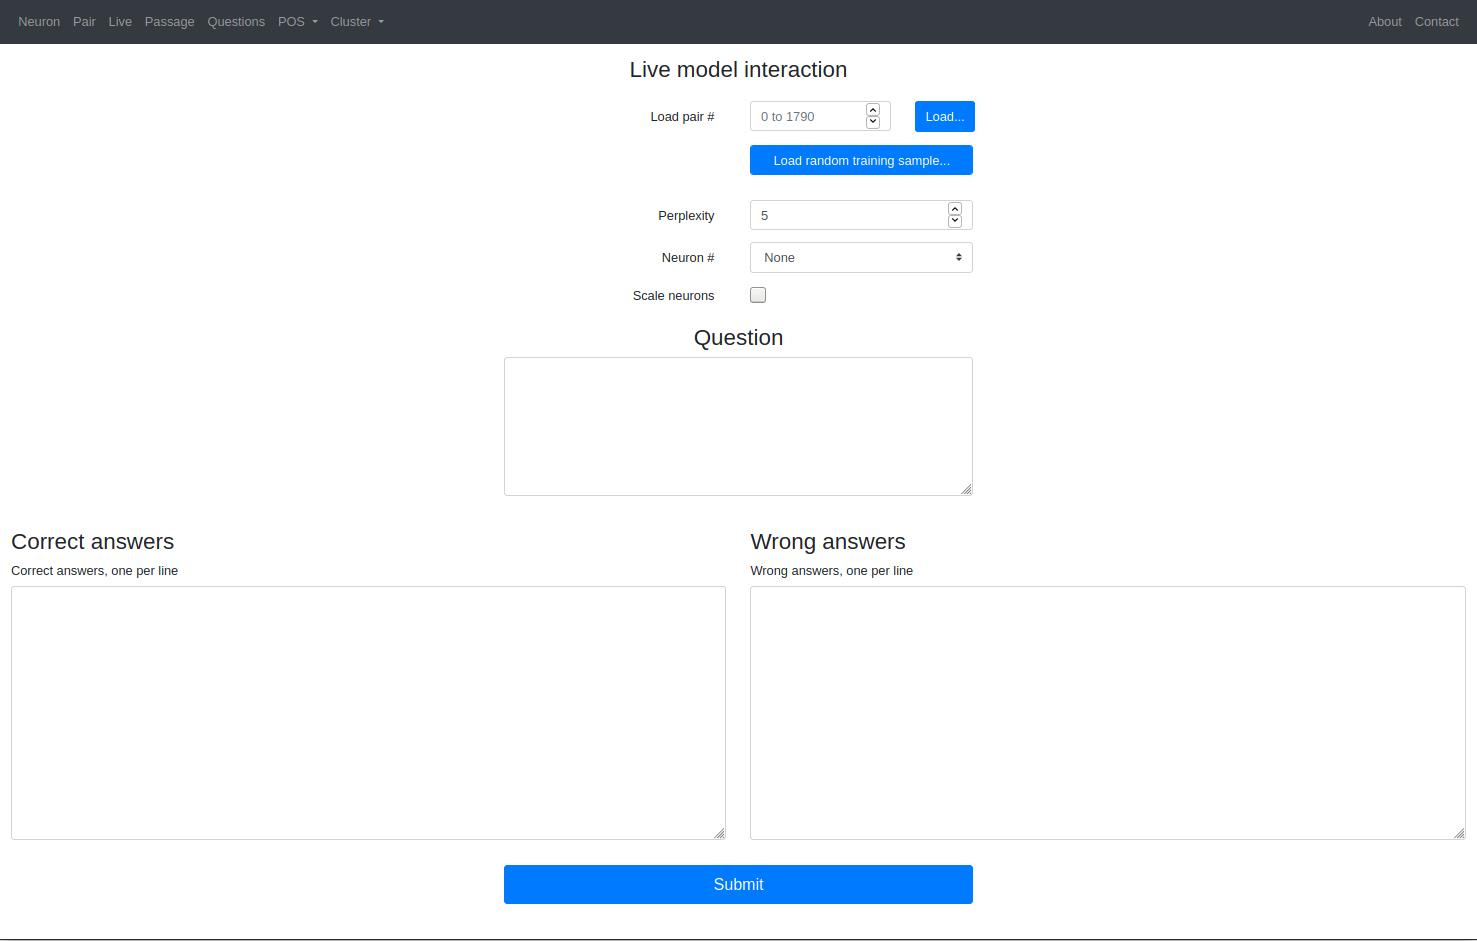 Neuron Pair Live Passage Questions POS Cluster About Contact
Live model interaction
Load pair # 0 to 1790 Load...
Load random training sample...
Perplexity 5
Neuron # None
Scale neurons
Question
Correct answers
Correct answers, one per line
Wrong answers
Wrong answers, one per line
Submit